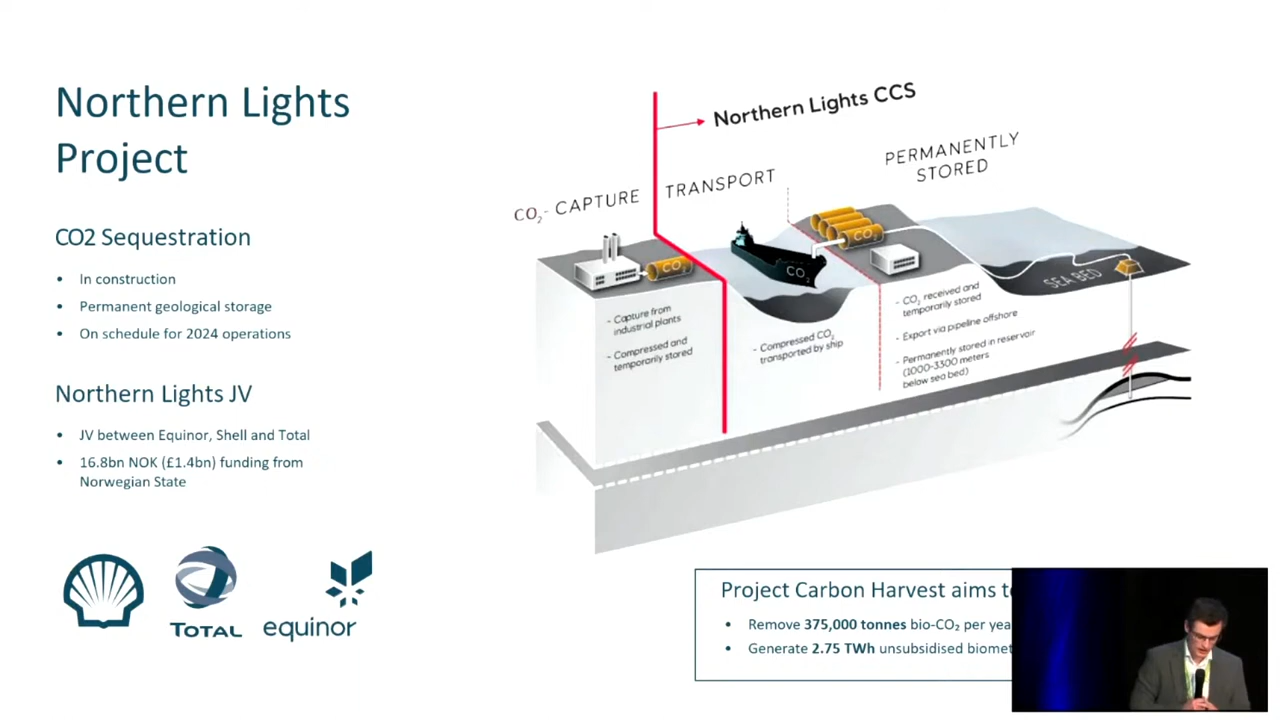 Northern Lights
Project
CO2 Sequestration
• In construction
• Permanent geological storage
• On schedule for 2024 operations
Northern Lights JV
• JV between Equinor, Shell and Total
• 16.8bn NOK (£1.4bn) funding from
Norwegian State
TOTAL
equinor
Northern Lights CCS
CO₂- CAPTURE
TRANSPORT
PERMANENTLY
STORED
CO₂
CO₂
CO₂
SEA BED
- Capture from
industrial plants
- Compressed and
temporarily stored
- Compressed CO₂
transported by ship
- CO₂ received and
temporarily stored
- Export via pipeline offshore
- Permanently stored in reservoir
(1000-3300 meters
below sea bed)
Project Carbon Harvest aims
• Remove 375,000 tonnes bio-CO₂ per
• Generate 2.75 TWh unsubsidised